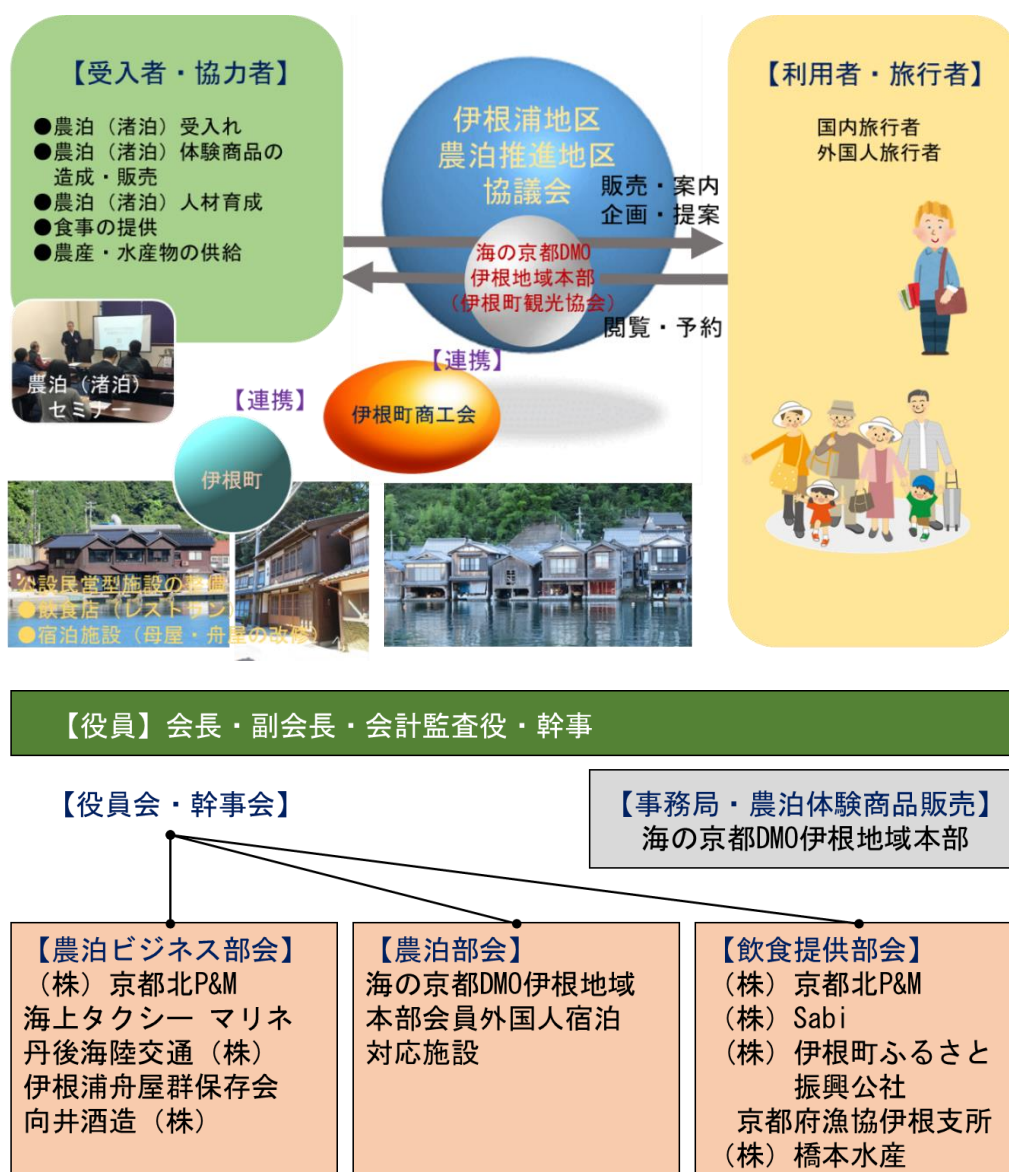 【受入者・協力者】
●農泊（渚泊）受入れ
●農泊（渚泊）体験商品の
造成・販売
●農泊（渚泊）人材育成
●食事の提供
●農産・水産物の供給
農泊（渚泊）
セミナー
伊根浦地区
農泊推進地区
協議会
販売・案内
企画・提案
海の京都DMO
伊根地域本部
（伊根町観光協会）
閲覧・予約
【連携】
伊根町商工会
【連携】
伊根町
【利用者・旅行者】
国内旅行者
外国人旅行者
公設民営型施設の整備
●飲食店（レストラン）
●宿泊施設（母屋・舟屋の改修）
【役員】会長・副会長・会計監査役・幹事
【役員会・幹事会】
【事務局・農泊体験商品販売】
海の京都DMO伊根地域本部
【農泊ビジネス部会】
（株）京都北P&M
海上タクシー マリネ
丹後海陸交通（株）
伊根浦舟屋群保存会
向井酒造（株）
【農泊部会】
海の京都DMO伊根地域
本部会員外国人宿泊
対応施設
【飲食提供部会】
（株）京都北P&M
（株）Sabi
（株）伊根町ふるさと
振興公社
京都府漁協伊根支所
（株）橋本水産